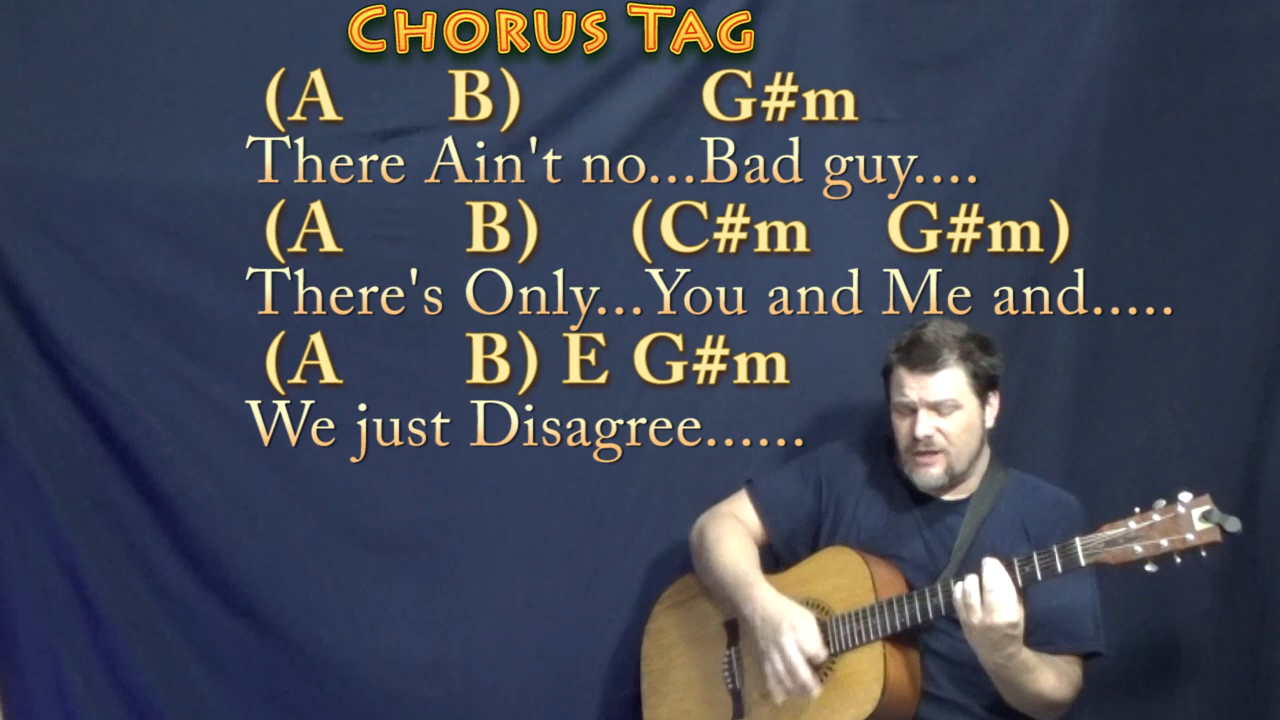 Chorus Tag
(A B) G#m
There Ain't no...Bad guy....
(A B) (C#m G#m)
There's Only...You and Me and.....
(A B) E G#m
We just Disagree......